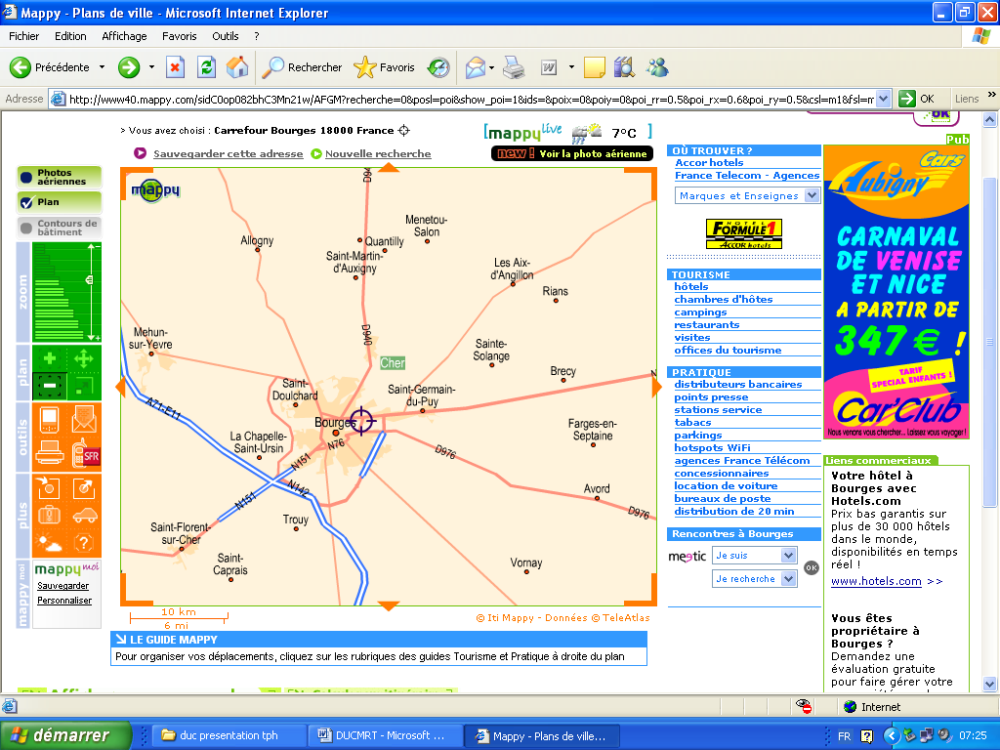 Mappy - Plans de ville - Microsoft Internet Explorer
Fichier Edition Affichage Favoris Outils ?
Précédente Rechercher Favoris
Adresse http://www40.mappy.com/sidC0op082bhC3Mn21w/AFGM?recherche=0&posl=poi&show_poi=1&ids=&poix=0&poiy=0&poi_rr=0.5&poi_rx=0.6&poi_ry=0.5&csl=m1&fsl=m OK Liens »
> Vous avez choisi : Carrefour Bourges 18000 France
Sauvegarder cette adresse Nouvelle recherche
[mappy live 7°C ]
new ! Voir la photo aérienne
OK
Photos
aériennes
Plan
Contours de
bâtiment
zoom
plan
outils
SFR
plus
mappy moi
mappy moi
Sauvegarder
Personnaliser
mappy
D94
Menetou-
Salon
Allogny
Quantilly
Saint-Martin-
d'Auxigny
Les Aix-
d'Angillon
Rians
D940
Mehun-
sur-Yevre
Sainte-
Solange
Cher
Brecy
N
Saint-
Doulchard
Saint-Germain-
du-Puy
A71-E11
Bourges
Farges-en-
Septaine
La Chapelle-
Saint-Ursin
N76
N151
D976
N142
Avord
N151
D976
Trouy
Saint-Florent-
sur-Cher
Saint-
Caprais
Vornay
10 km
6 mi
© Iti Mappy - Données © TeleAtlas
LE GUIDE MAPPY
Pour organiser vos déplacements, cliquez sur les rubriques des guides Tourisme et Pratique à droite du plan
OÙ TROUVER ?
Accor hotels
France Telecom - Agences
Marques et Enseignes
HOTEL
FORMULE1
ACCOR hotels
TOURISME
hôtels
chambres d'hôtes
campings
restaurants
visites
offices du tourisme
PRATIQUE
distributeurs bancaires
points presse
stations service
tabacs
parkings
hotspots WiFi
agences France Télécom
concessionnaires
location de voiture
bureaux de poste
distribution de 20 min
Rencontres à Bourges
meetic Je suis
Je recherche
OK
Pub
Cars
Aubigny
CARNAVAL
DE VENISE
ET NICE
A PARTIR DE
347 € !
TARIF
SPECIAL ENFANTS !
Car'Club
Nous venons vous chercher... Laissez vous voyager !
Liens commerciaux
Votre hôtel à
Bourges avec
Hotels.com
Prix bas garantis sur
plus de 30 000 hôtels
dans le monde,
disponibilités en temps
réel !
www.hotels.com >>
Vous êtes
propriétaire à
Bourges ?
Demandez une
évaluation gratuite
pour faire gérer votre
Internet
démarrer
duc presentation tph
DUCMRT - Microsoft ...
Mappy - Plans de ville...
FR
07:25